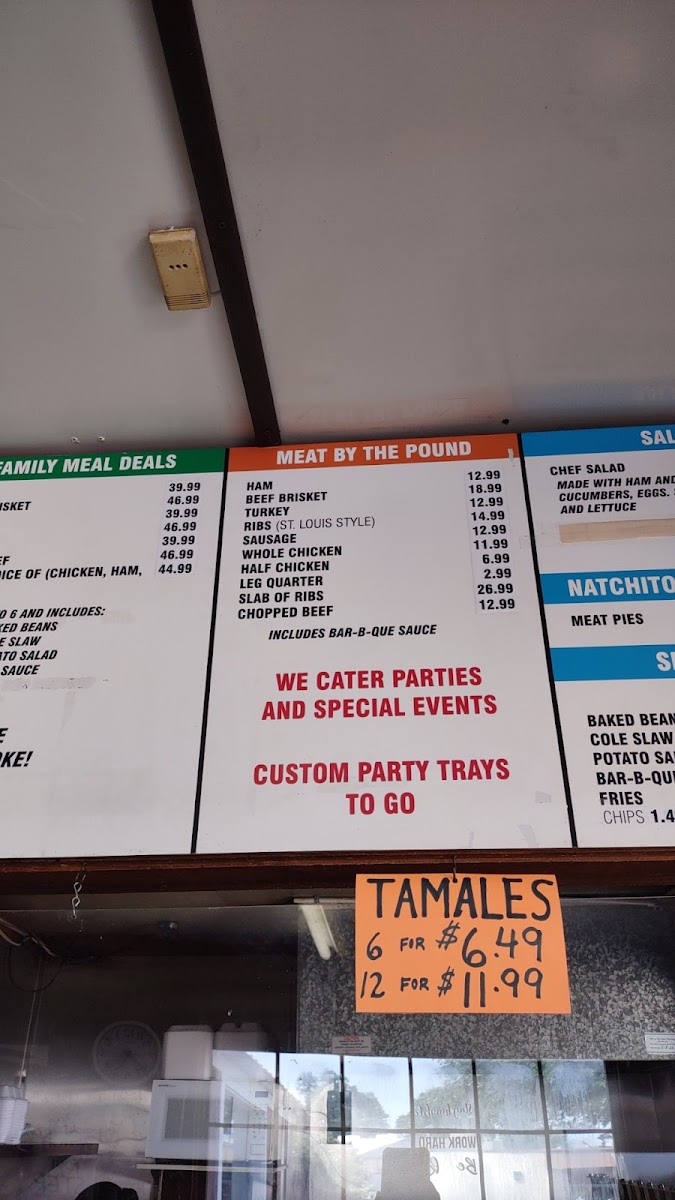 FAMILY MEAL DEALS
39.99
46.99
39.99
46.99
39.99
46.99
OICE OF (CHICKEN, HAM, 44.99
O 6 AND INCLUDES:
KED BEANS
E SLAW
ATO SALAD
SAUCE
MEAT BY THE POUND
HAM 12.99
BEEF BRISKET 18.99
TURKEY 12.99
RIBS (ST. LOUIS STYLE) 14.99
SAUSAGE 12.99
WHOLE CHICKEN 11.99
HALF CHICKEN 6.99
LEG QUARTER 2.99
SLAB OF RIBS 26.99
CHOPPED BEEF 12.99
INCLUDES BAR-B-QUE SAUCE
WE CATER PARTIES
AND SPECIAL EVENTS
CUSTOM PARTY TRAYS
TO GO
SAL
CHEF SALAD
MADE WITH HAM AND
CUCUMBERS, EGGS.
AND LETTUCE
NATCHITO
MEAT PIES
BAKED BEAN
COLE SLAW
POTATO SA
BAR-B-QU
FRIES
CHIPS 1.4
TAMALES
6 FOR $6.49
12 FOR $11.99
WORK HARD